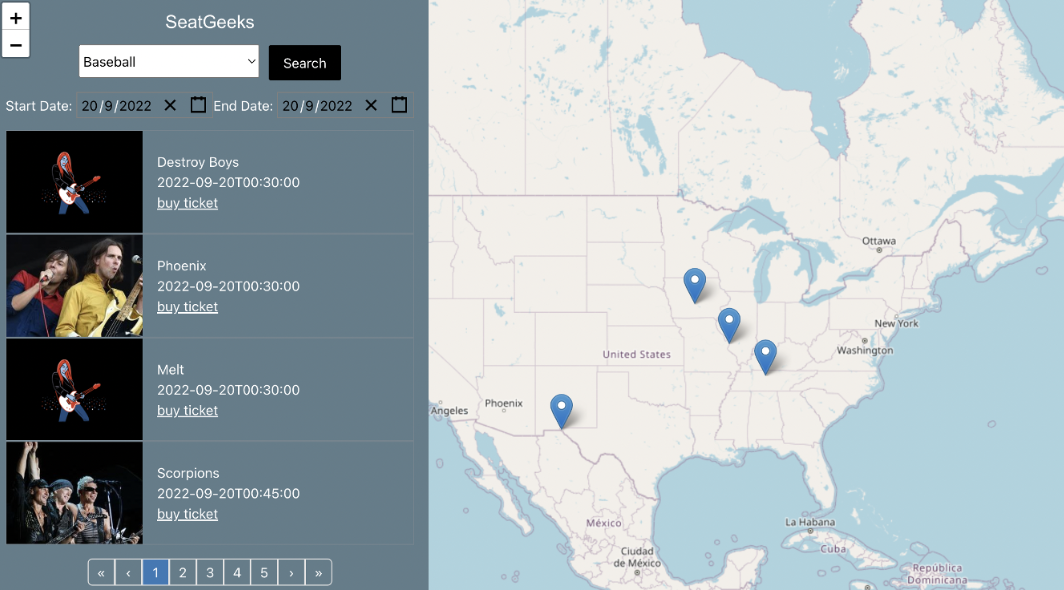 +
−
SeatGeeks
Baseball
Search
Start Date: 20/9/2022 End Date: 20/9/2022
Destroy Boys
2022-09-20T00:30:00
buy ticket
Phoenix
2022-09-20T00:30:00
buy ticket
Melt
2022-09-20T00:30:00
buy ticket
Scorpions
2022-09-20T00:45:00
buy ticket
« ‹ 1 2 3 4 5 › »
Ottawa
New York
United States
Washington
Angeles
Phoenix
La Habana
México
Cuba
Ciudad
de México
República
Dominicana